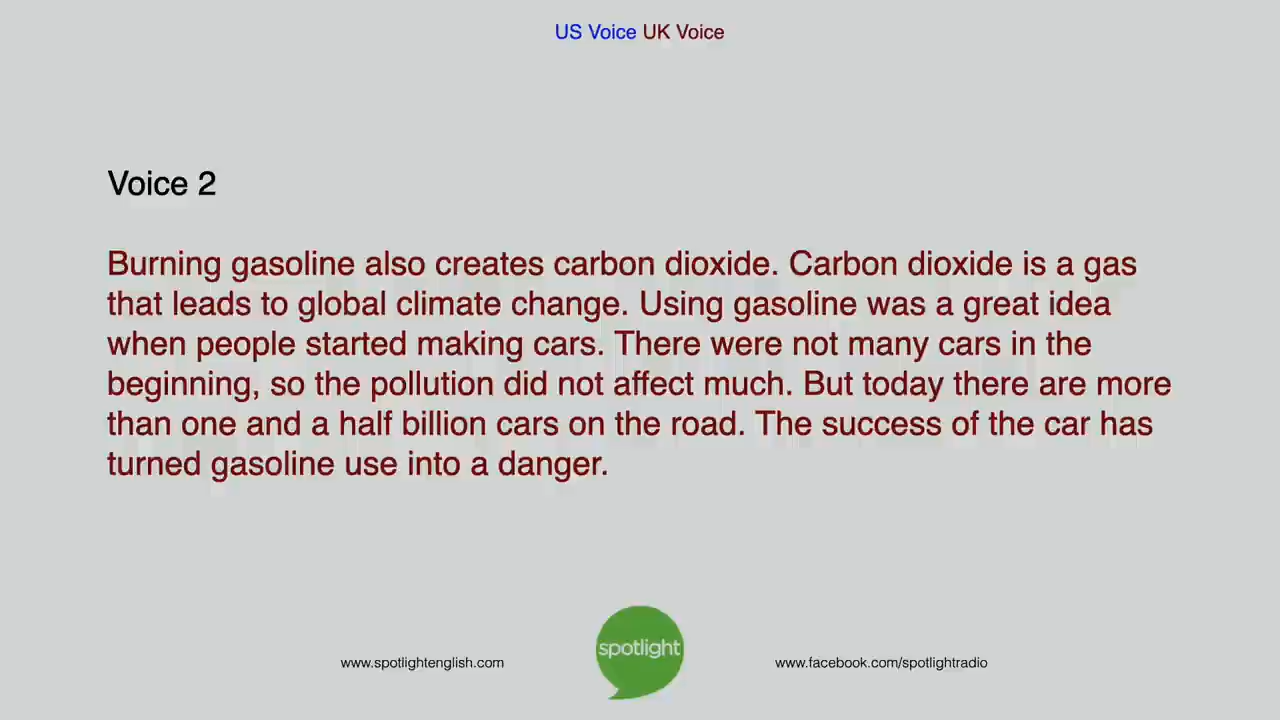 US Voice UK Voice
Voice 2
Burning gasoline also creates carbon dioxide. Carbon dioxide is a gas
that leads to global climate change. Using gasoline was a great idea
when people started making cars. There were not many cars in the
beginning, so the pollution did not affect much. But today there are more
than one and a half billion cars on the road. The success of the car has
turned gasoline use into a danger.
spotlight
www.spotlightenglish.com
www.facebook.com/spotlightradio